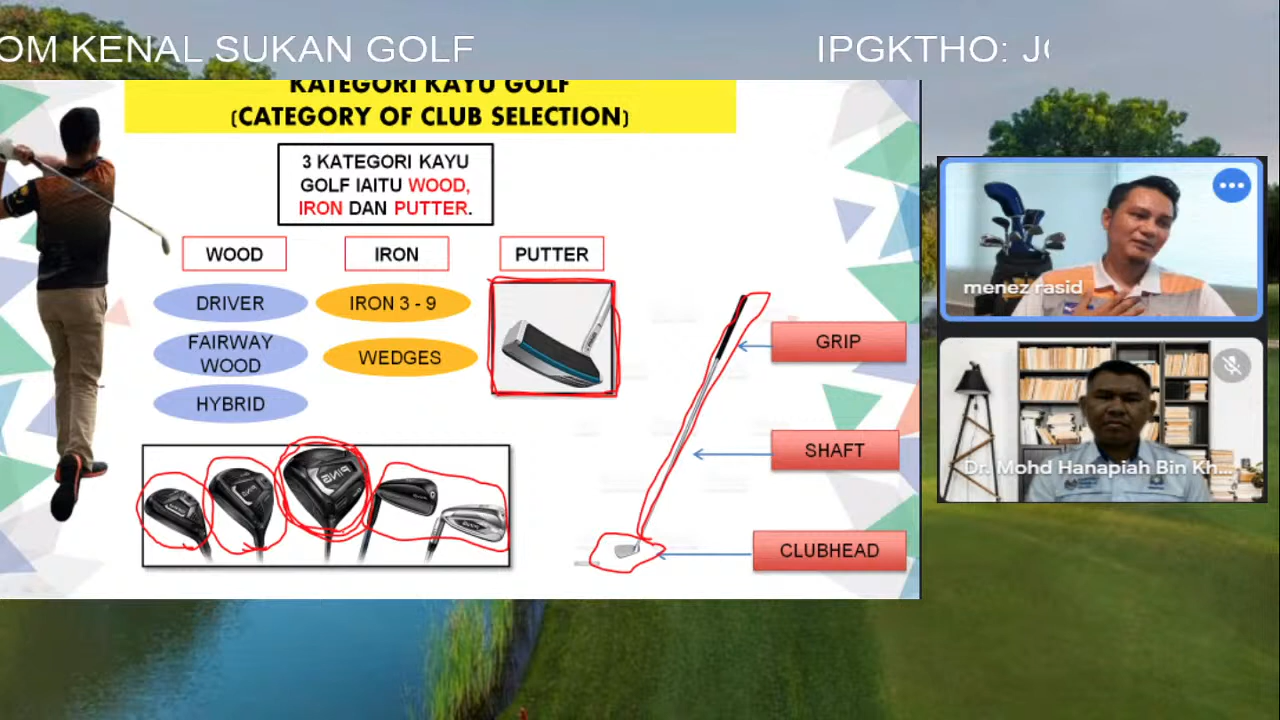 OM KENAL SUKAN GOLF
IPGKTHO: JO
KATEGORI KAYU GOLF
(CATEGORY OF CLUB SELECTION)
3 KATEGORI KAYU
GOLF IAITU WOOD,
IRON DAN PUTTER.
WOOD
IRON
PUTTER
DRIVER
IRON 3 - 9
FAIRWAY
WOOD
WEDGES
HYBRID
PING
GRIP
SHAFT
CLUBHEAD
menez rasid
Dr. Mohd Hanapiah Bin Kh...